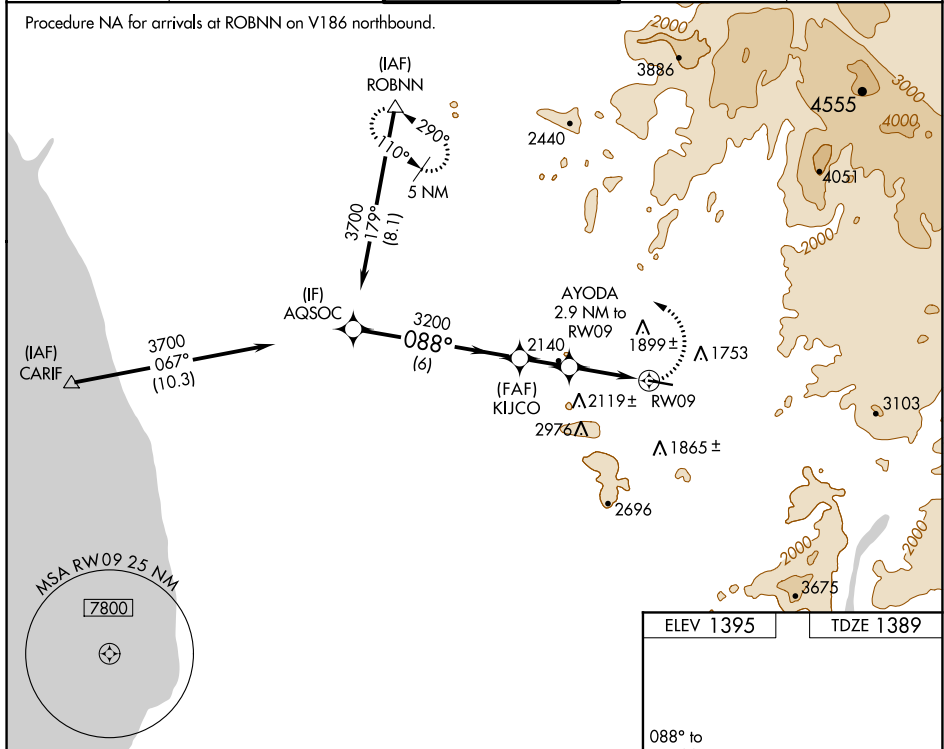 Procedure NA for arrivals at ROBNN on V186 northbound.
(IAF)
ROBNN
290°
110°
5 NM
3700
179°
(8.1)
2000
3886
2440
4555
3000
4000
4051
2000
(IF)
AQSOC
3200
088°
(6)
AYODA
2.9 NM to
RW09
2140
1899 ±
1753
(IAF)
CARIF
3700
067°
(10.3)
(FAF)
KIJCO
RW09
2119 ±
2976
1865 ±
3103
2696
2000
2000
3675
MSA RW09 25 NM
7800
ELEV 1395
TDZE 1389
088° to